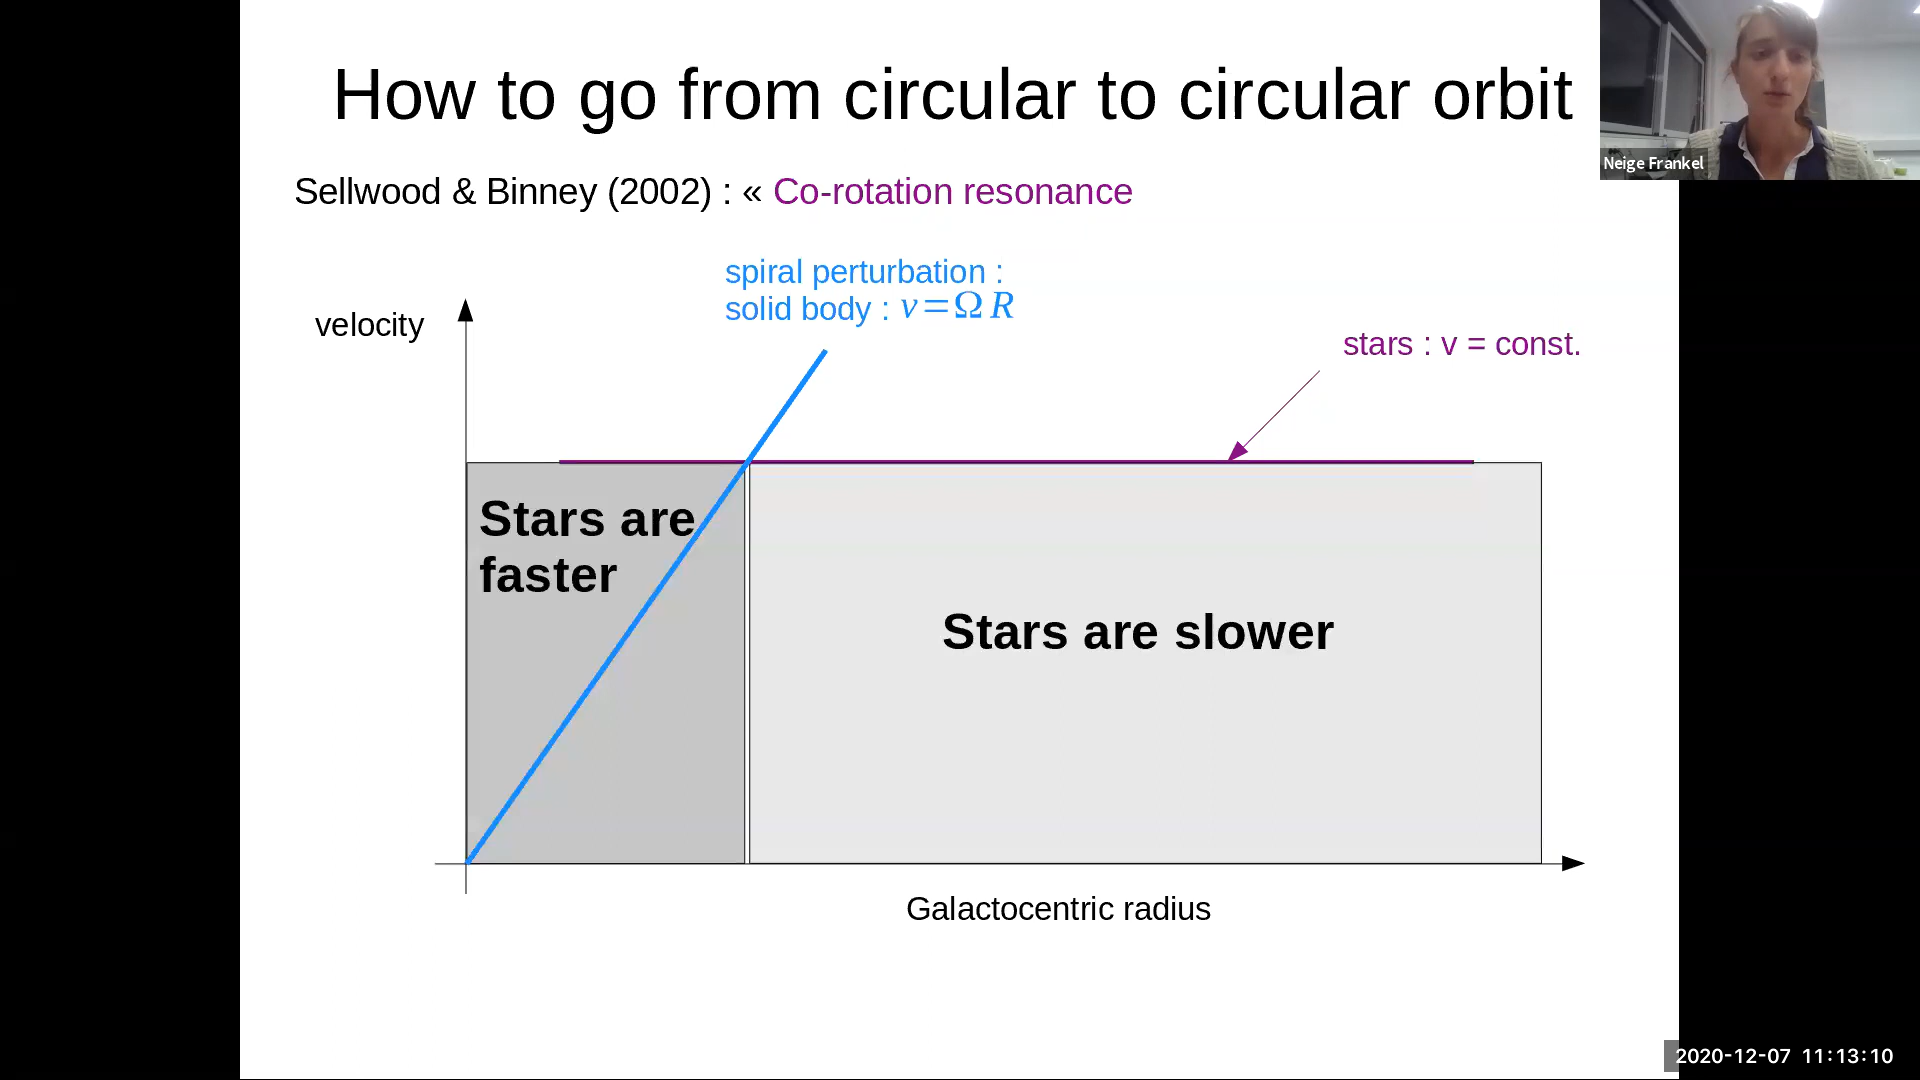 How to go from circular to circular orbit
Neige Frankel
Sellwood & Binney (2002) : « Co-rotation resonance
spiral perturbation :
solid body : v = Ω R
velocity
stars : v = const.
Stars are
faster
Stars are slower
Galactocentric radius
2020-12-07 11:13:10